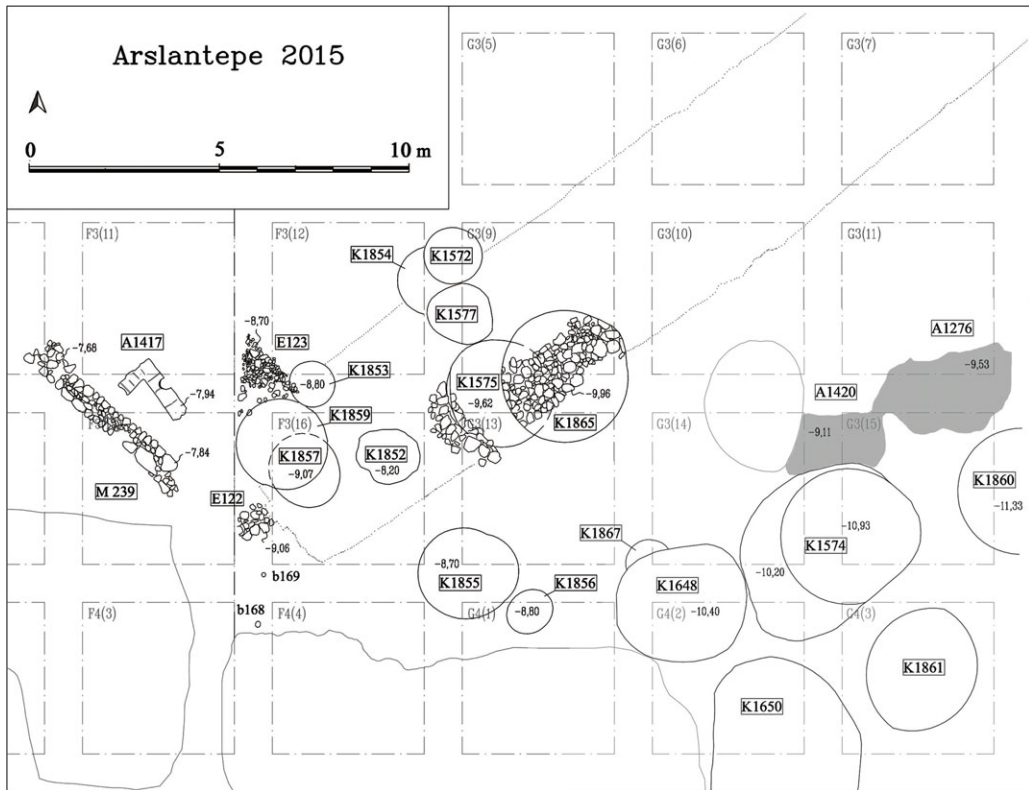 Arslantepe 2015
0 5 10 m
G3(5) G3(6) G3(7)
F3(11) F3(12) G3(9) G3(10) G3(11)
K1854 K1572
K1577
-8,70
E123
A1276
-7,68
A1417
-9,53
-8,80
K1853
K1575
-9,62
-9,96
-7,94
A1420
K1859
F3(16) G3(13) K1865 G3(14) G3(15)
-9,11
-7,84
K1857
-9,07
K1852
-8,20
M 239
E122
K1860
-11,33
-10,93
K1574
-9,06
K1867
b169
-8,70
K1855
K1856
K1648
-10,20
b168
F4(3) F4(4) G4(1) -8,80 G4(2) -10,40 G4(3)
K1861
K1650